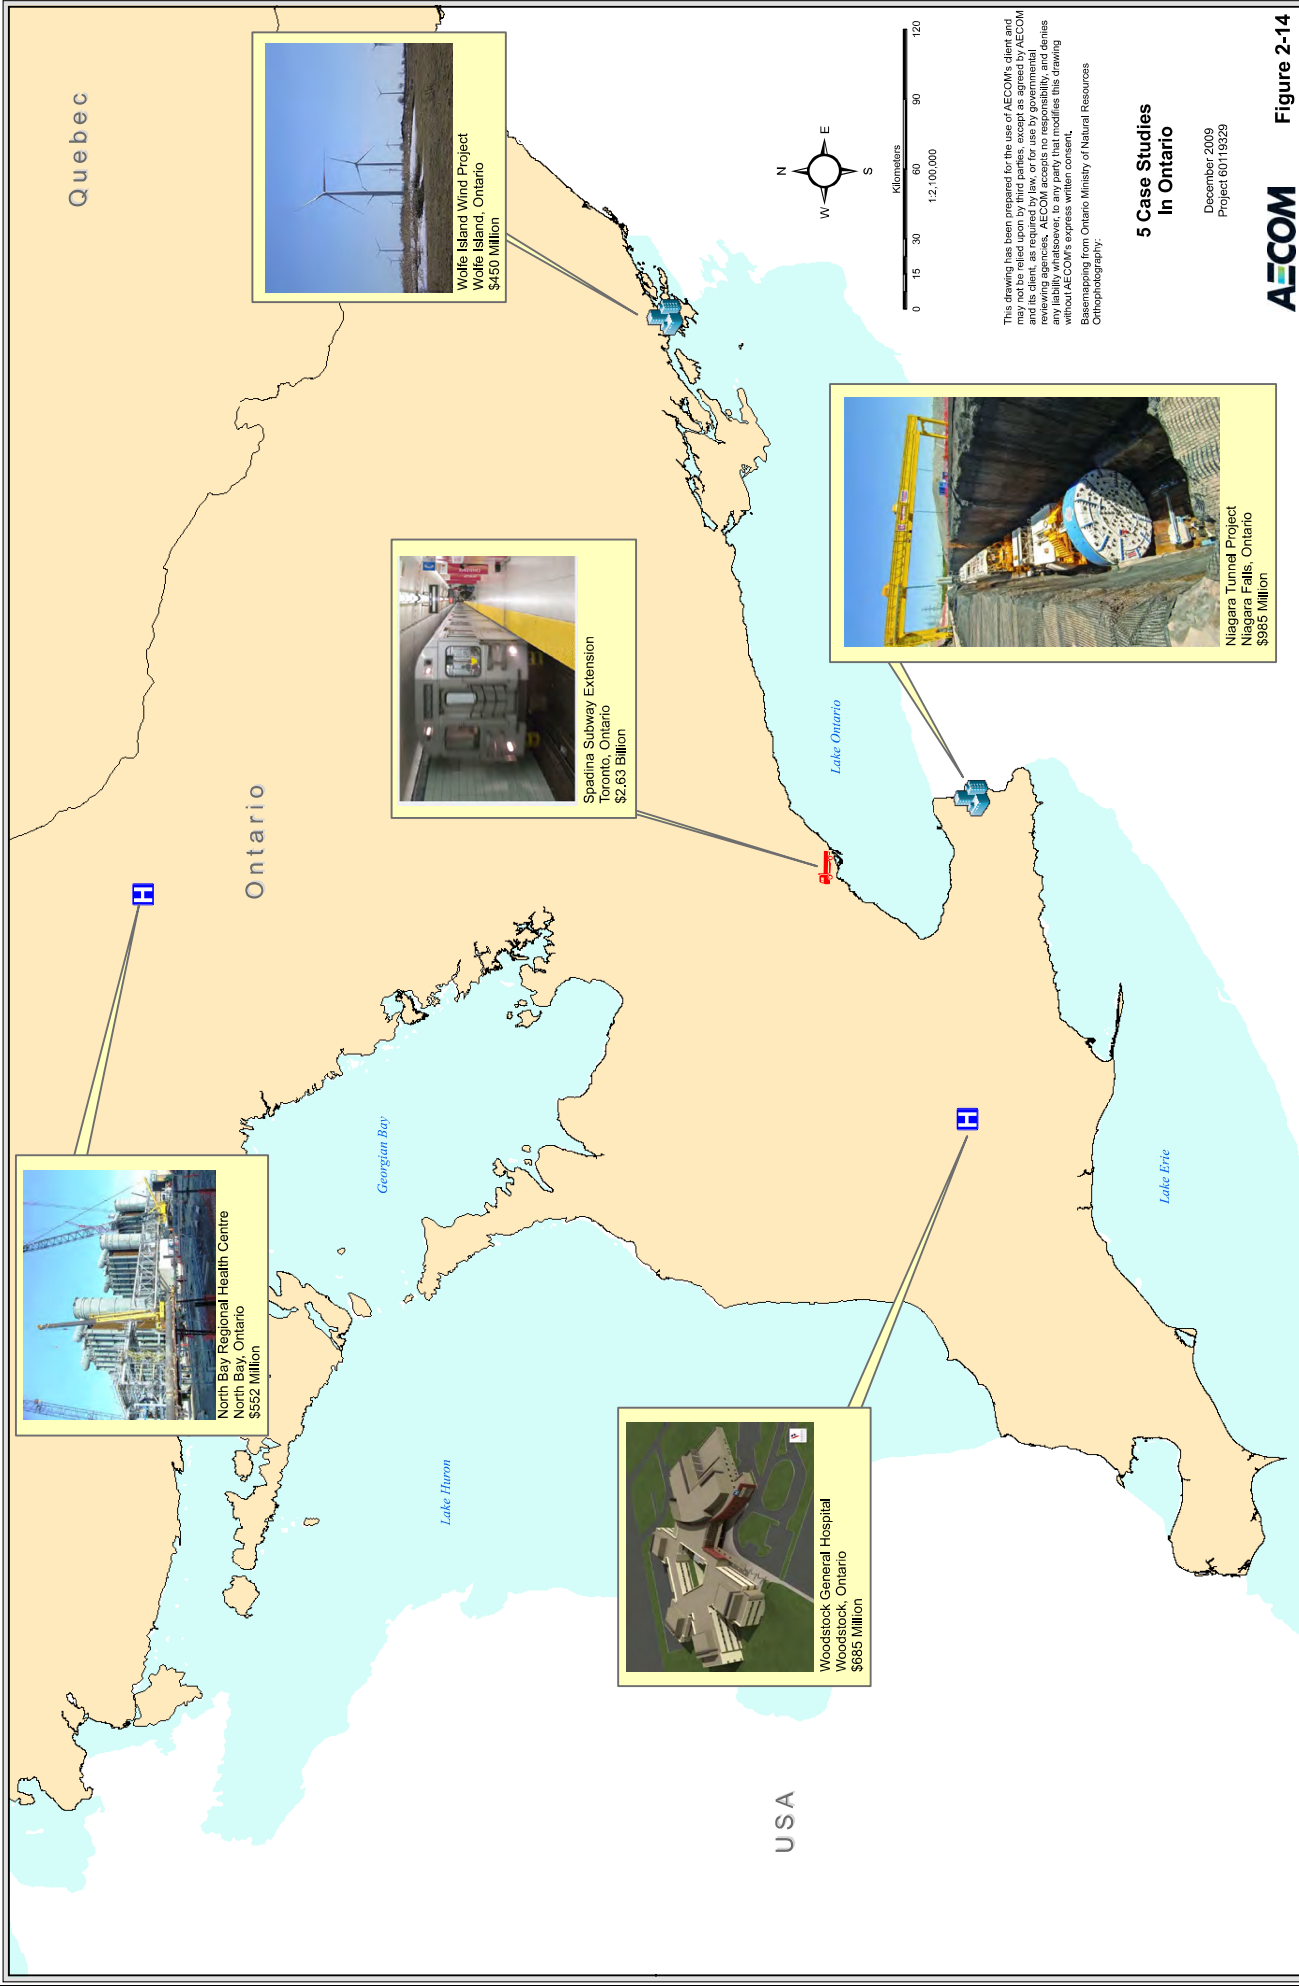 Quebec
Ontario
USA
Georgian Bay
Lake Huron
Lake Ontario
Lake Erie
North Bay Regional Health Centre
North Bay, Ontario
$552 Million
Wolfe Island Wind Project
Wolfe Island, Ontario
$450 Million
Spadina Subway Extension
Toronto, Ontario
$2.63 Billion
Woodstock General Hospital
Woodstock, Ontario
$685 Million
Niagara Tunnel Project
Niagara Falls, Ontario
$985 Million
H
H
N
W E
S
Kilometers
0 15 30 60 90 120
1:2,100,000
This drawing has been prepared for the use of AECOM's client and
may not be relied upon by third parties, except as agreed by AECOM
and its client, as required by law, or for use by governmental
reviewing agencies. AECOM accepts no responsibility, and denies
any liability whatsoever, to any party that modifies this drawing
without AECOM's express written consent.
Basemapping from Ontario Ministry of Natural Resources
Orthophotography:
5 Case Studies
In Ontario
December 2009
Project 60119329
AECOM
Figure 2-14